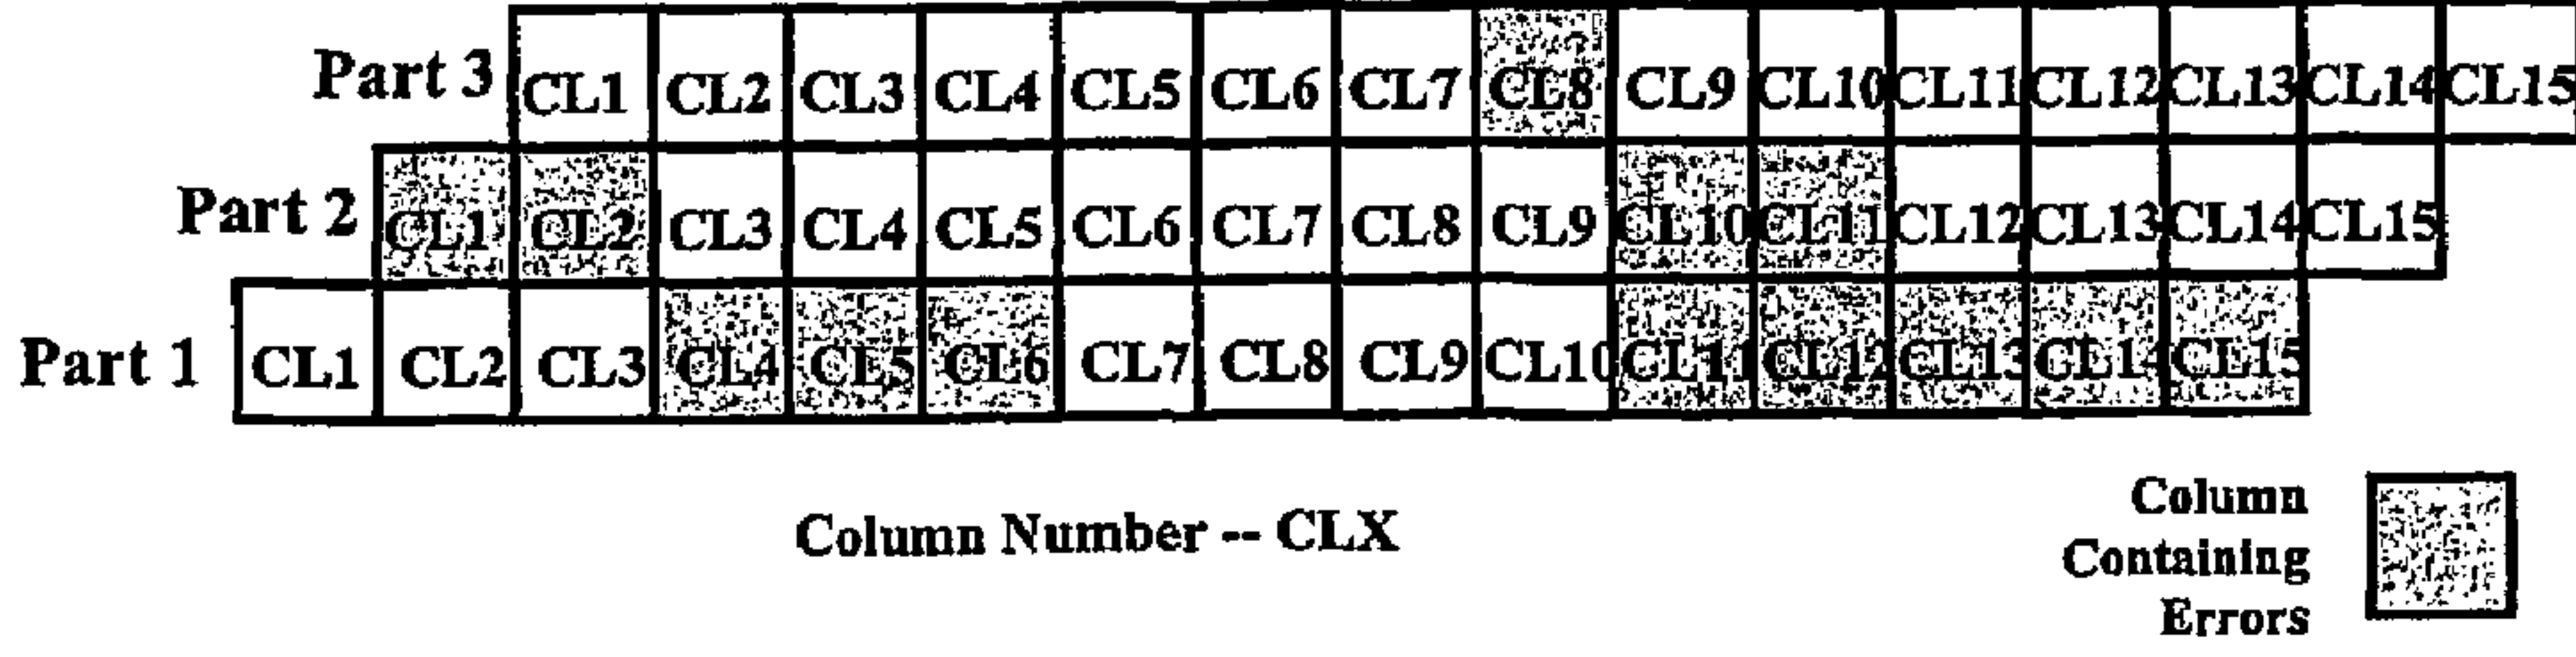 Part 3 CL1 CL2 CL3 CL4 CL5 CL6 CL7 CL8 CL9 CL10 CL11 CL12 CL13 CL14 CL15
Part 2 CL1 CL2 CL3 CL4 CL5 CL6 CL7 CL8 CL9 CL10 CL11 CL12 CL13 CL14 CL15
Part 1 CL1 CL2 CL3 CL4 CL5 CL6 CL7 CL8 CL9 CL10 CL11 CL12 CL13 CL14 CL15
Column Number -- CLX
Column
Containing
Errors